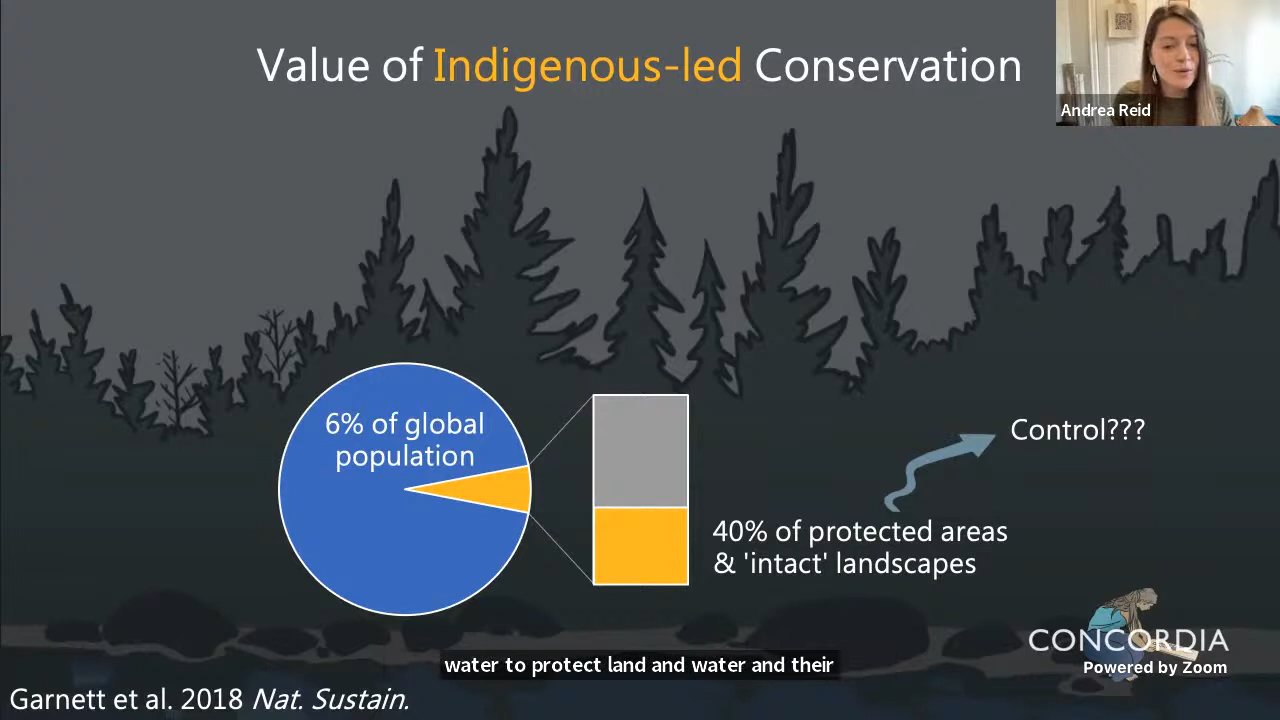 Value of Indigenous-led Conservation
Andrea Reid
6% of global
population
Control???
40% of protected areas
& 'intact' landscapes
CONCORDIA
Powered by Zoom
water to protect land and water and their
Garnett et al. 2018 Nat. Sustain.